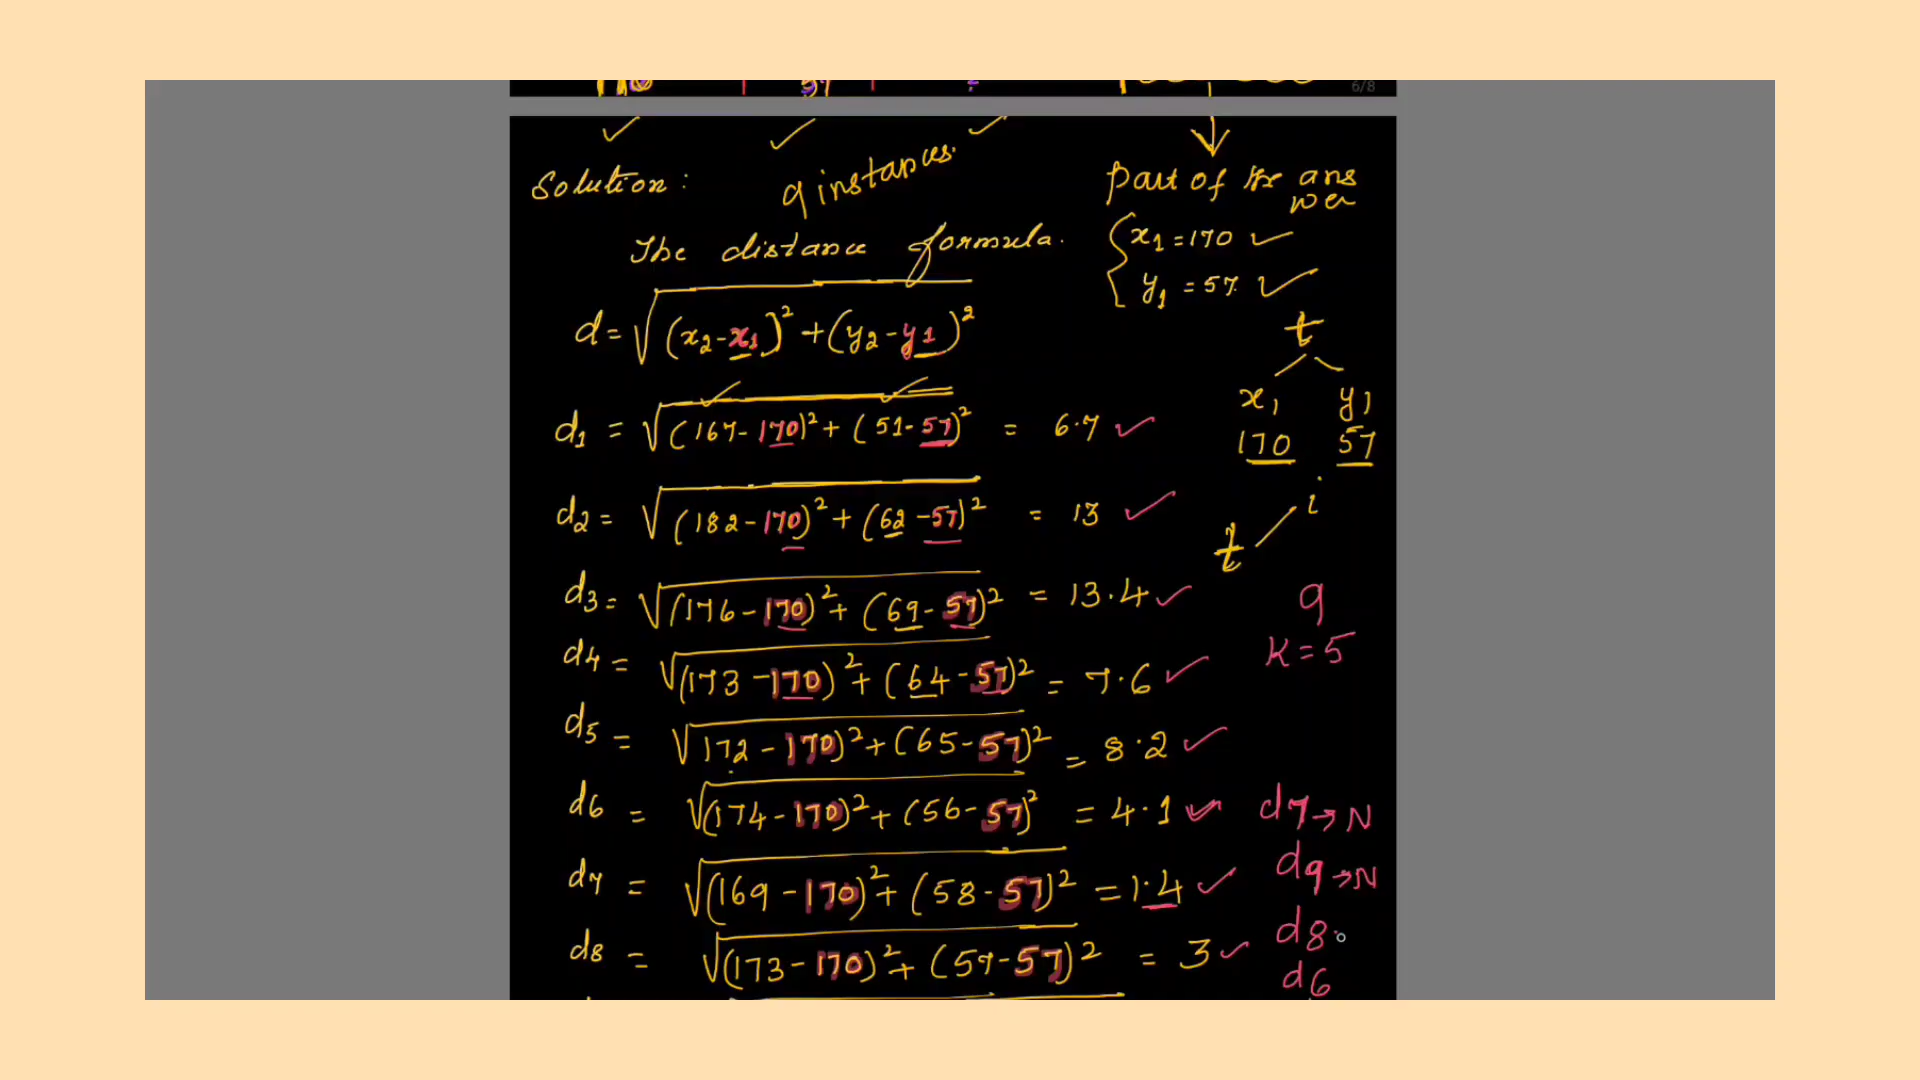 6/8
Solution :
9 instances.
Part of the ans
wer
The distance formula.
x1 = 170
y1 = 57
d = √(x2 - x1)² + (y2 - y1)²
t
x1 y1
170 57
d1 = √(167 - 170)² + (51 - 57)² = 6.7
i
t
d2 = √(182 - 170)² + (62 - 57)² = 13
d3 = √(176 - 170)² + (69 - 57)² = 13.4
9
K = 5
d4 = √(173 - 170)² + (64 - 57)² = 7.6
d5 = √172 - 170)² + (65 - 57)² = 8.2
d6 = √(174 - 170)² + (56 - 57)² = 4.1
d7 → N
d7 = √(169 - 170)² + (58 - 57)² = 1.4
d9 → N
d8 = √(173 - 170)² + (57 - 57)² = 3
d8
d6